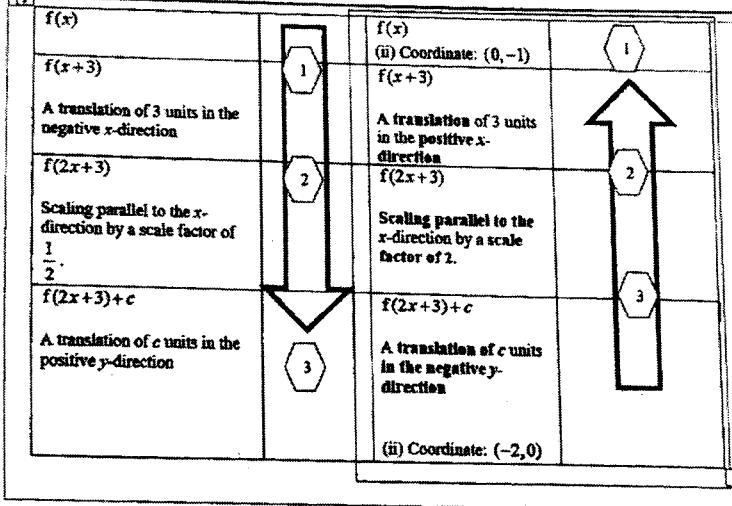 f(x)
f(x+3)
A translation of 3 units in the
negative x-direction
f(2x+3)
Scaling parallel to the x-
direction by a scale factor of
1
2 .
f(2x+3)+c
A translation of c units in the
positive y-direction
1
2
3
f(x)
(ii) Coordinate: (0,−1)
f(x+3)
A translation of 3 units
in the positive x-
direction
f(2x+3)
Scaling parallel to the
x-direction by a scale
factor of 2.
f(2x+3)+c
A translation of c units
in the negative y-
direction
(ii) Coordinate: (−2,0)
1
2
3